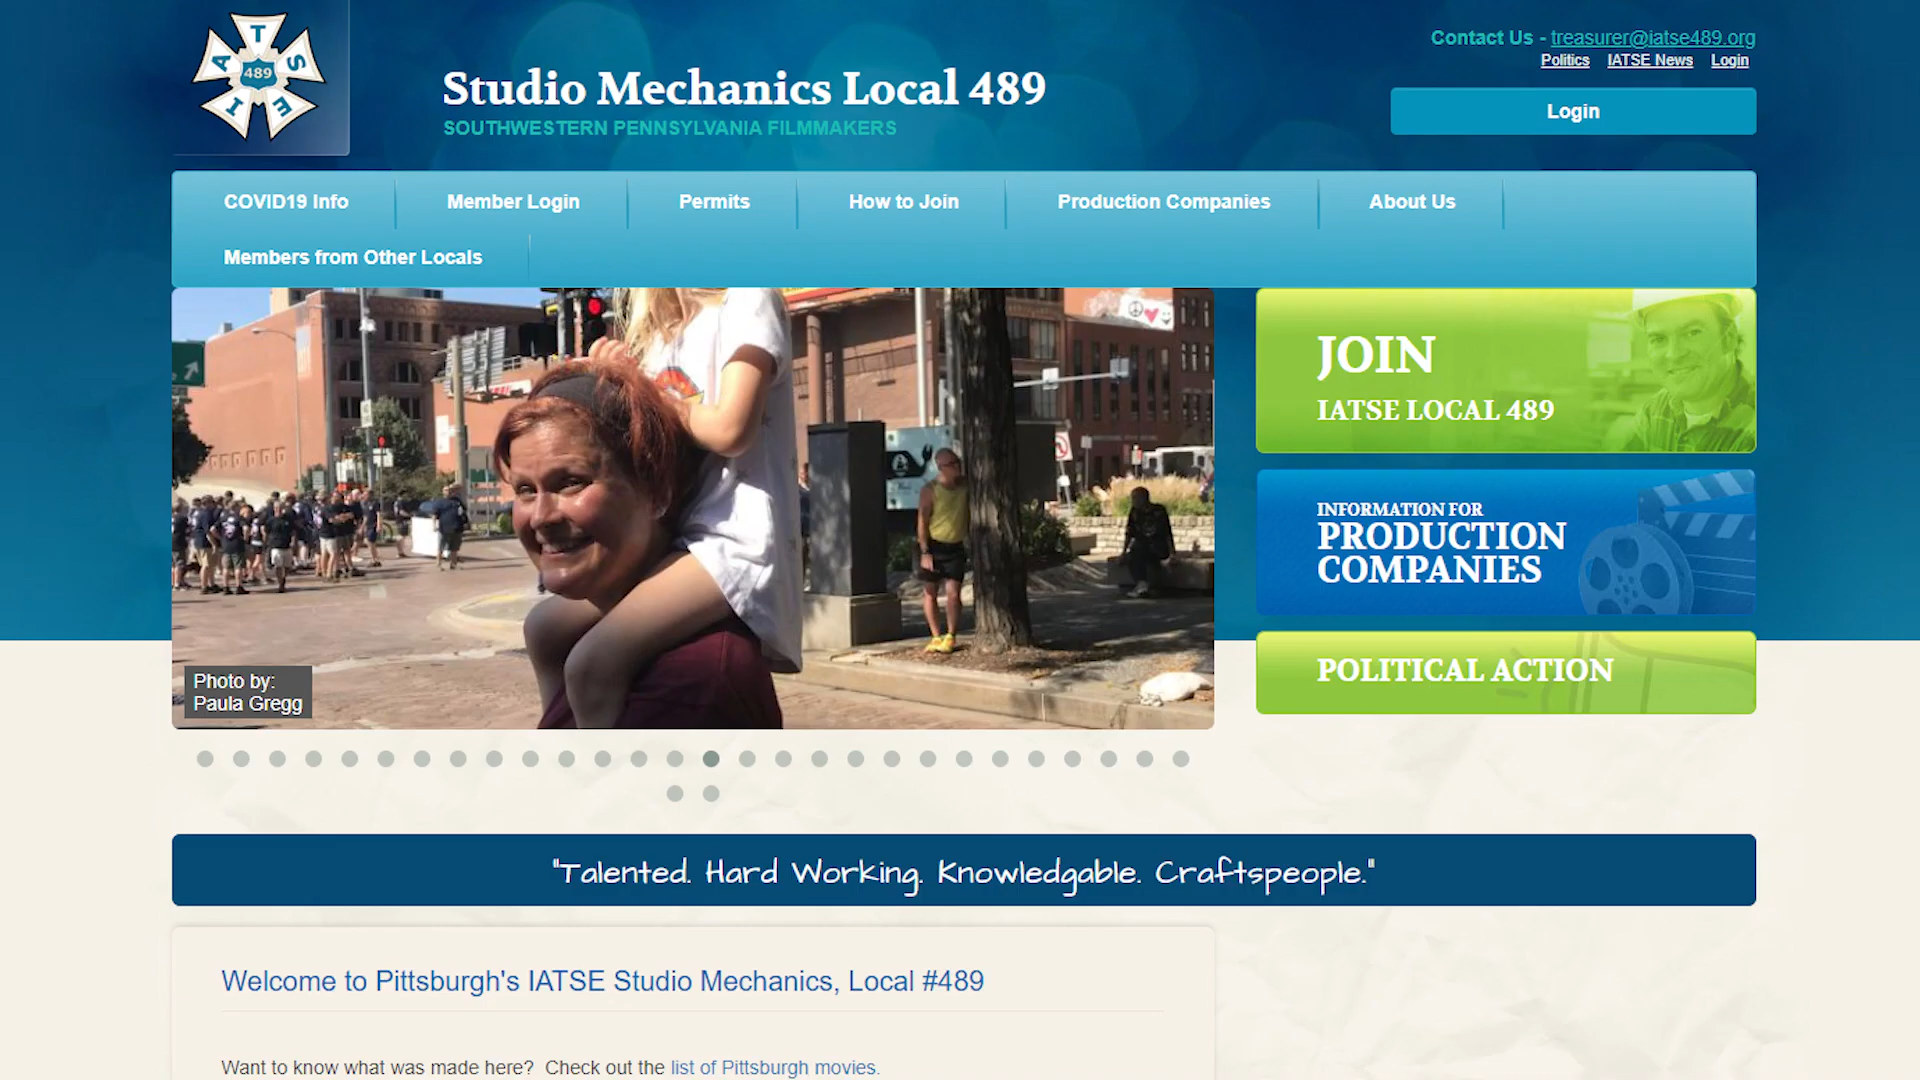 T
A
S
489
I
E
Studio Mechanics Local 489
SOUTHWESTERN PENNSYLVANIA FILMMAKERS
Contact Us - treasurer@iatse489.org
Politics IATSE News Login
Login
COVID19 Info Member Login Permits How to Join Production Companies About Us
Members from Other Locals
JOIN
IATSE LOCAL 489
INFORMATION FOR
PRODUCTION
COMPANIES
POLITICAL ACTION
Photo by:
Paula Gregg
"Talented. Hard Working. Knowledgable. Craftspeople."
Welcome to Pittsburgh's IATSE Studio Mechanics, Local #489
Want to know what was made here? Check out the list of Pittsburgh movies.